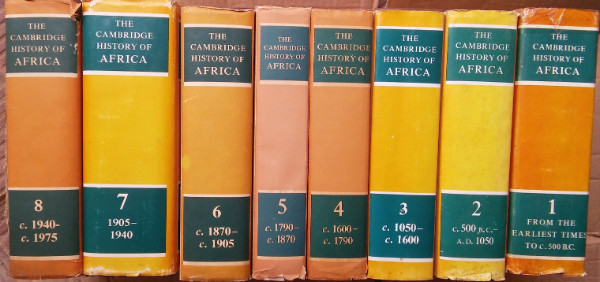 THE
CAMBRIDGE
HISTORY OF
AFRICA
8
c. 1940-
c. 1975
THE
CAMBRIDGE
HISTORY OF
AFRICA
7
1905–
1940
THE
CAMBRIDGE
HISTORY OF
AFRICA
6
c. 1870–
c. 1905
THE
CAMBRIDGE
HISTORY OF
AFRICA
5
c. 1790–
c. 1870
THE
CAMBRIDGE
HISTORY OF
AFRICA
4
c. 1600–
c. 1790
THE
CAMBRIDGE
HISTORY OF
AFRICA
3
c. 1050–
c. 1600
THE
CAMBRIDGE
HISTORY OF
AFRICA
2
c. 500 B.C.–
A.D. 1050
THE
CAMBRIDGE
HISTORY OF
AFRICA
1
FROM THE
EARLIEST TIMES
TO c. 500 B.C.